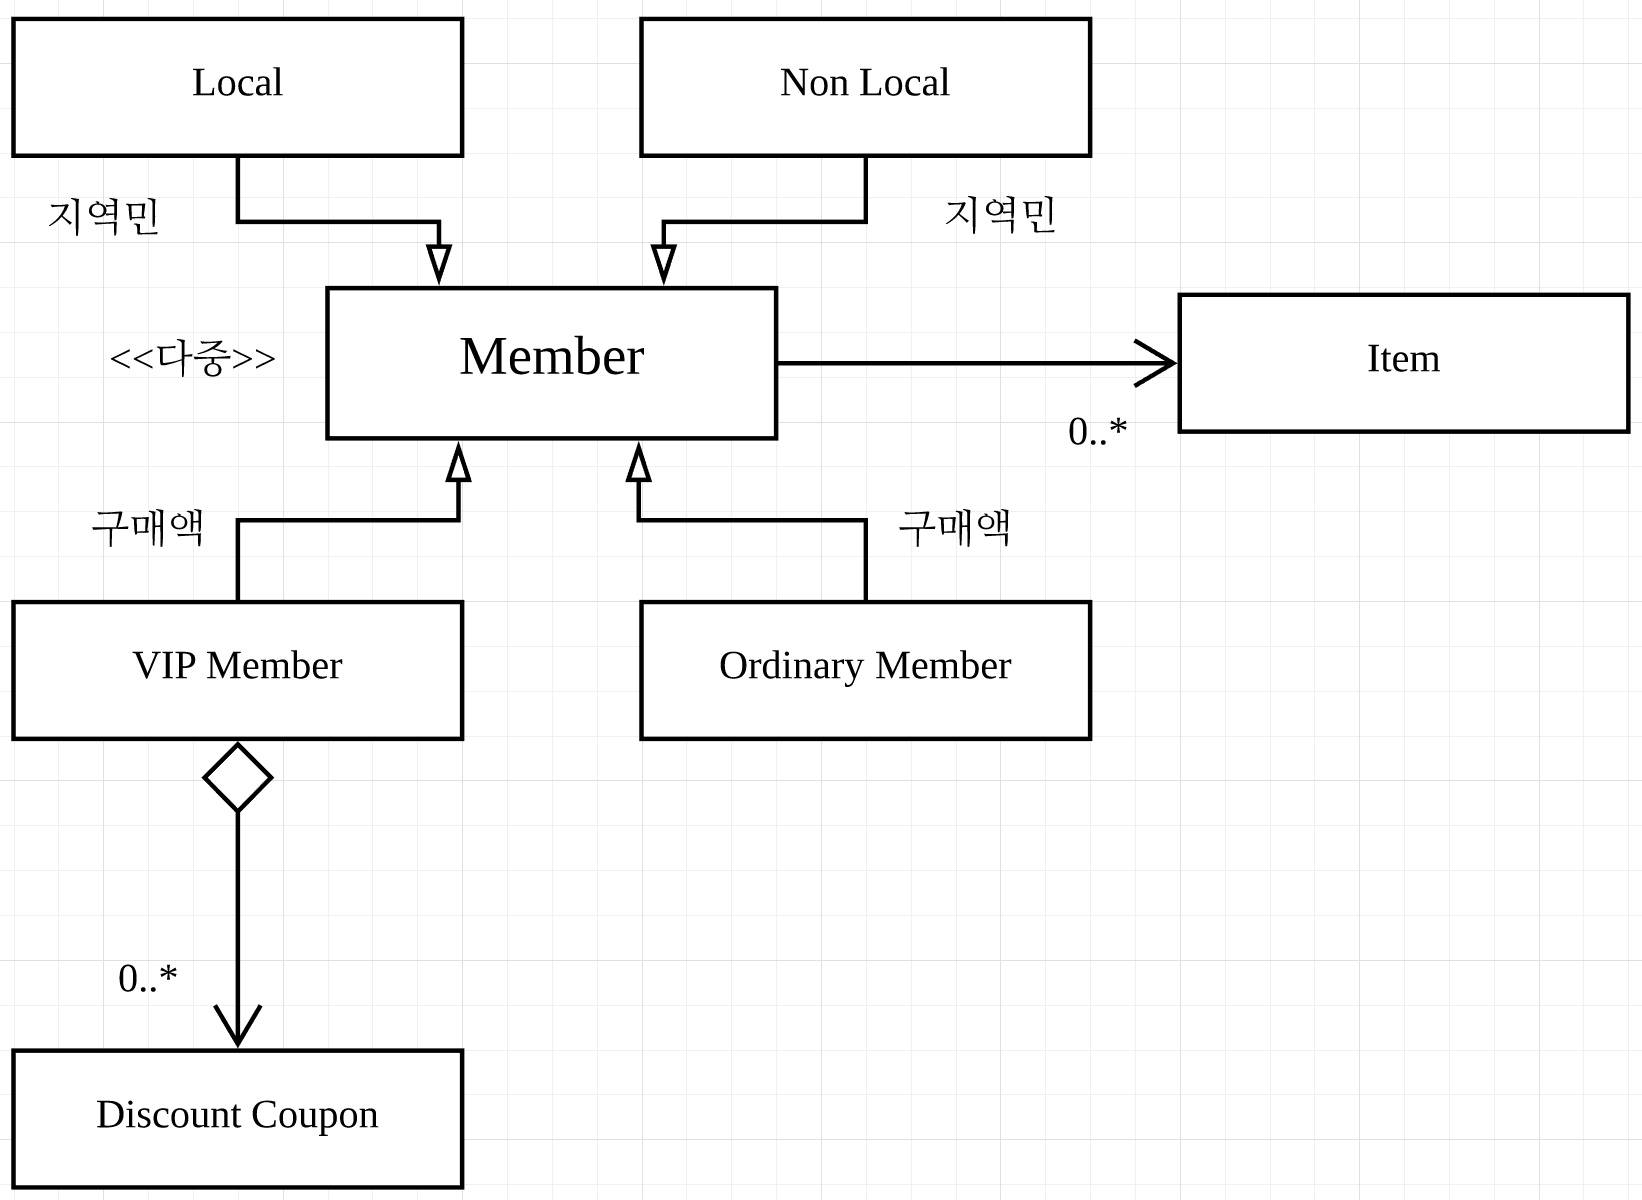 Local
Non Local
지역민
지역민
<<다중>>
Member
Item
0..*
구매액
구매액
VIP Member
Ordinary Member
0..*
Discount Coupon